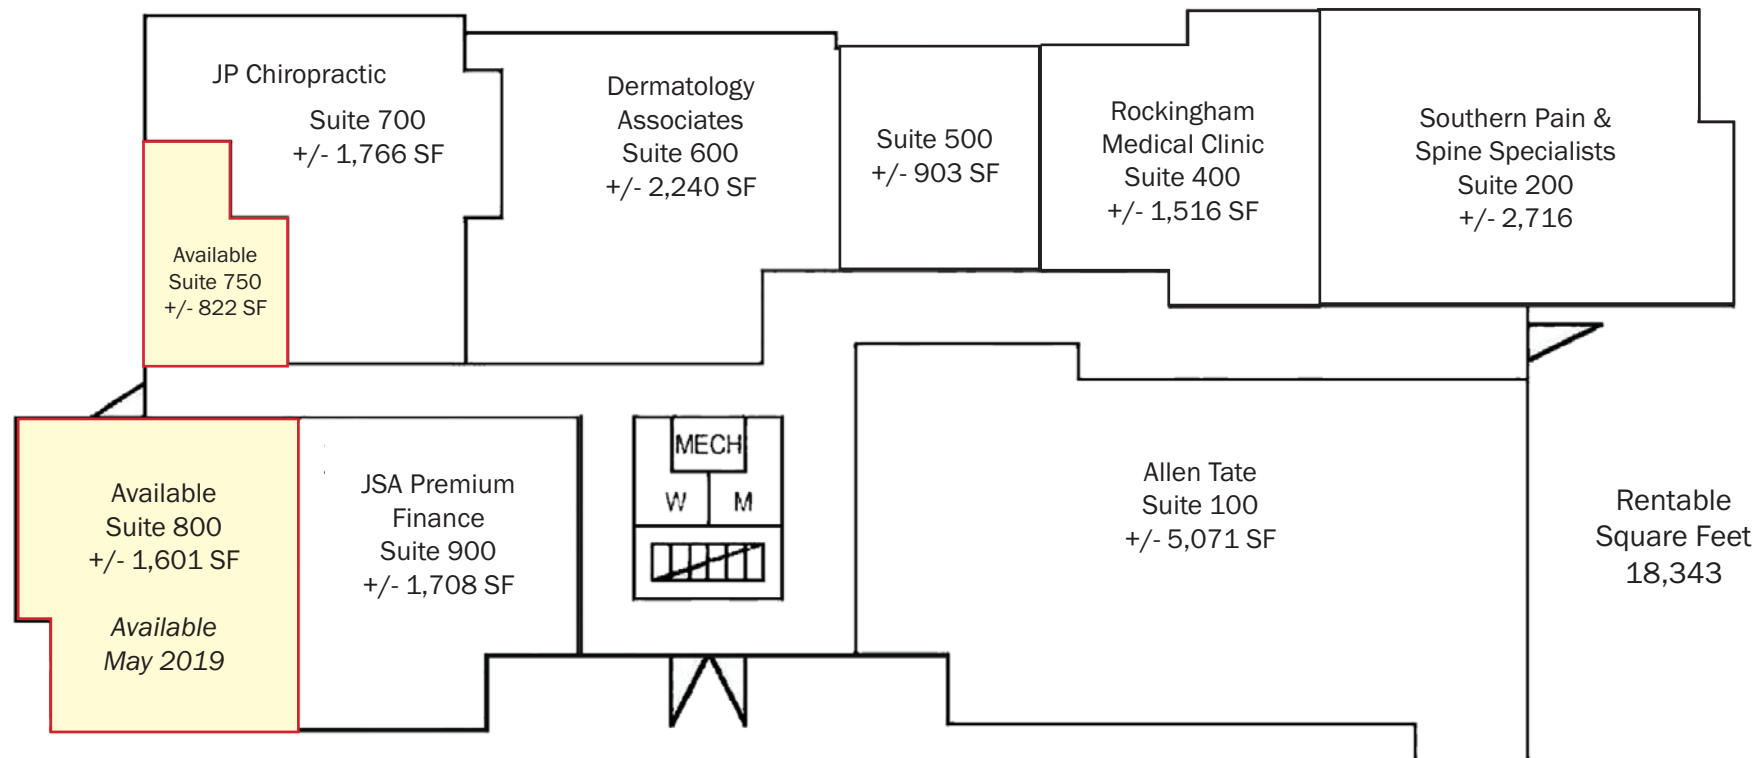 JP Chiropractic
Suite 700
+/- 1,766 SF
Dermatology
Associates
Suite 600
+/- 2,240 SF
Suite 500
+/- 903 SF
Rockingham
Medical Clinic
Suite 400
+/- 1,516 SF
Southern Pain &
Spine Specialists
Suite 200
+/- 2,716
Available
Suite 750
+/- 822 SF
Available
Suite 800
+/- 1,601 SF
Available
May 2019
JSA Premium
Finance
Suite 900
+/- 1,708 SF
MECH
W
M
Allen Tate
Suite 100
+/- 5,071 SF
Rentable
Square Feet
18,343